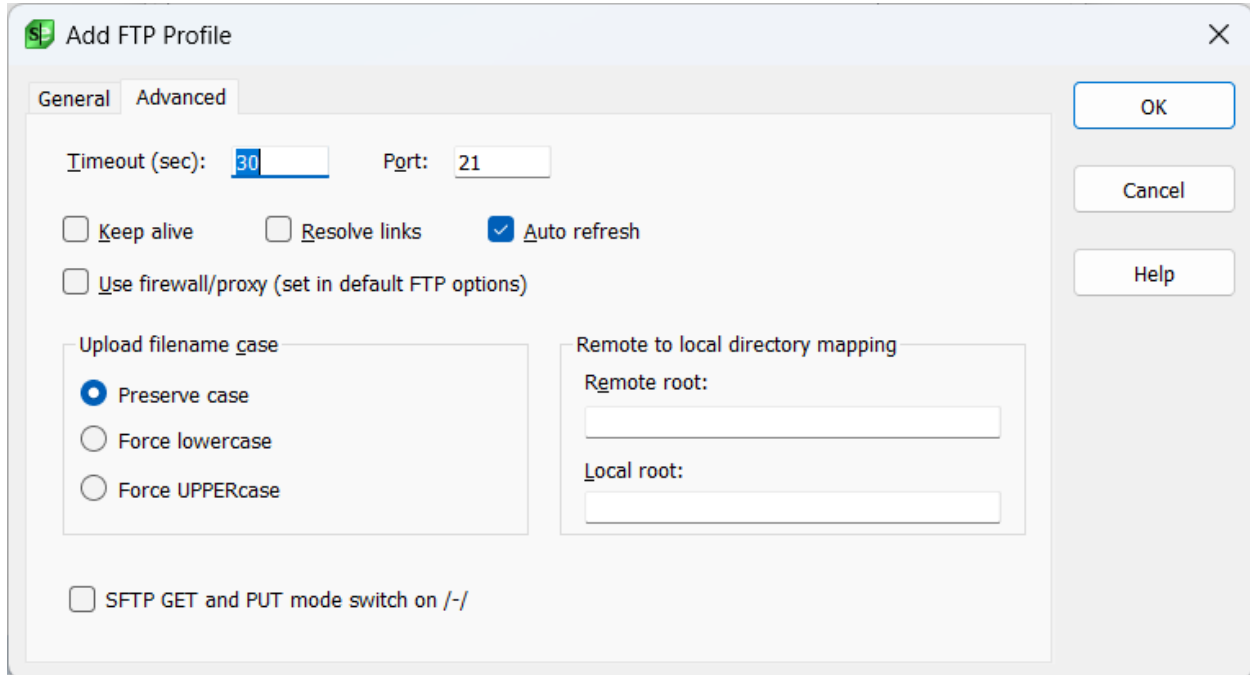 Add FTP Profile
General Advanced
OK
Timeout (sec): 30 Port: 21
Cancel
Keep alive Resolve links Auto refresh
Help
Use firewall/proxy (set in default FTP options)
Upload filename case
Preserve case
Force lowercase
Force UPPERcase
Remote to local directory mapping
Remote root:
Local root:
SFTP GET and PUT mode switch on /-/